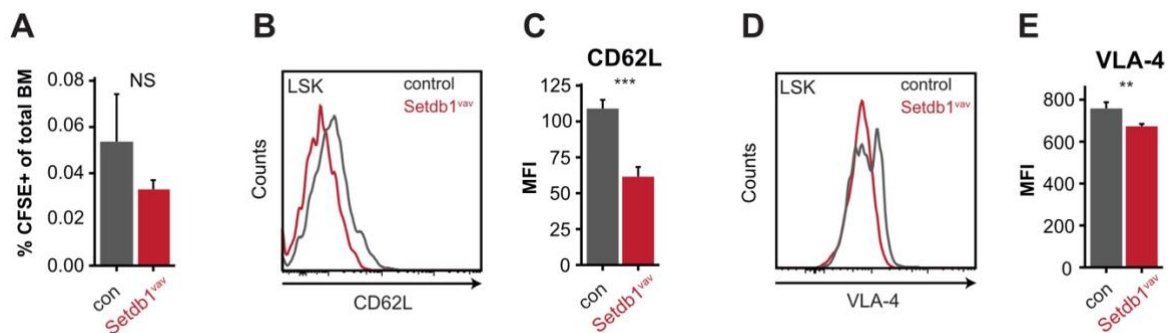 A
% CFSE+ of total BM
0.08
0.06
0.04
0.02
0.00
NS
con
Setdb1vav
B
Counts
LSK
control
Setdb1vav
CD62L
C
CD62L
***
MFI
125
100
75
50
25
0
con
Setdb1vav
D
Counts
LSK
control
Setdb1vav
VLA-4
E
VLA-4
**
MFI
800
600
400
200
0
con
Setdb1vav